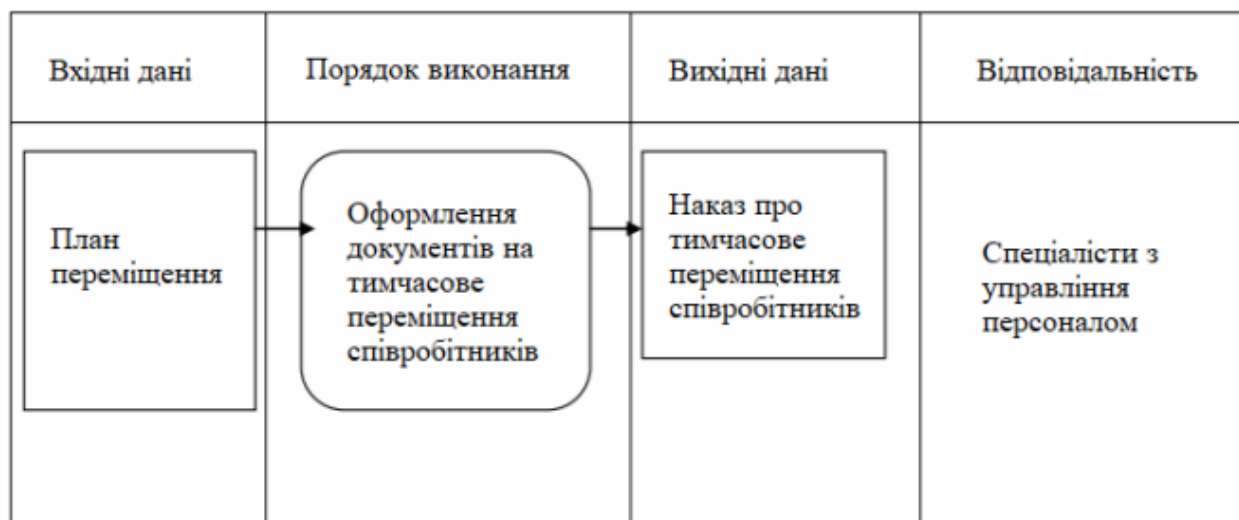 Вхідні дані
Порядок виконання
Вихідні дані
Відповідальність
План
переміщення
Оформлення
документів на
тимчасове
переміщення
співробітників
Наказ про
тимчасове
переміщення
співробітників
Спеціалісти з
управління
персоналом